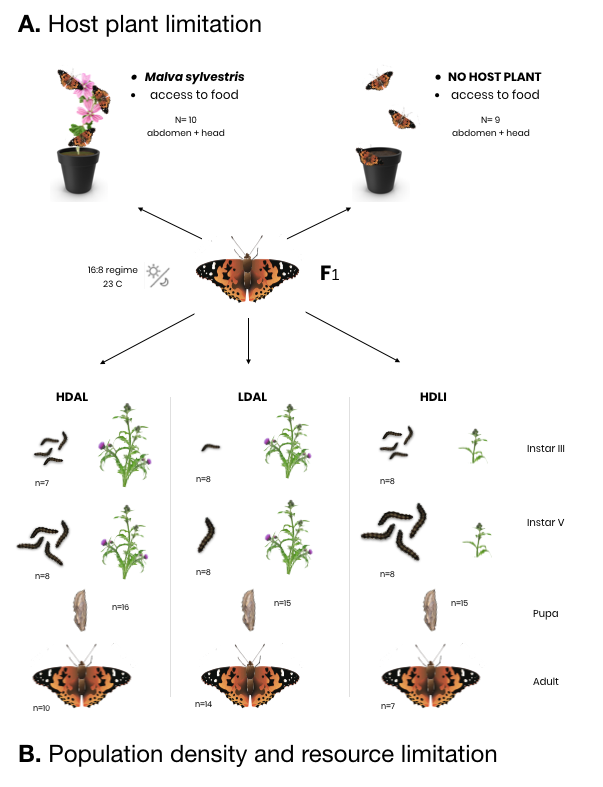 A. Host plant limitation
• Malva sylvestris
• access to food
N= 10
abdomen + head
• NO HOST PLANT
• access to food
N= 9
abdomen + head
16:8 regime
23 C
F1
HDAL
LDAL
HDLI
Instar III
n=7
n=8
n=8
Instar V
n=8
n=8
n=8
n=16
n=15
n=15
Pupa
Adult
n=10
n=14
n=7
B. Population density and resource limitation